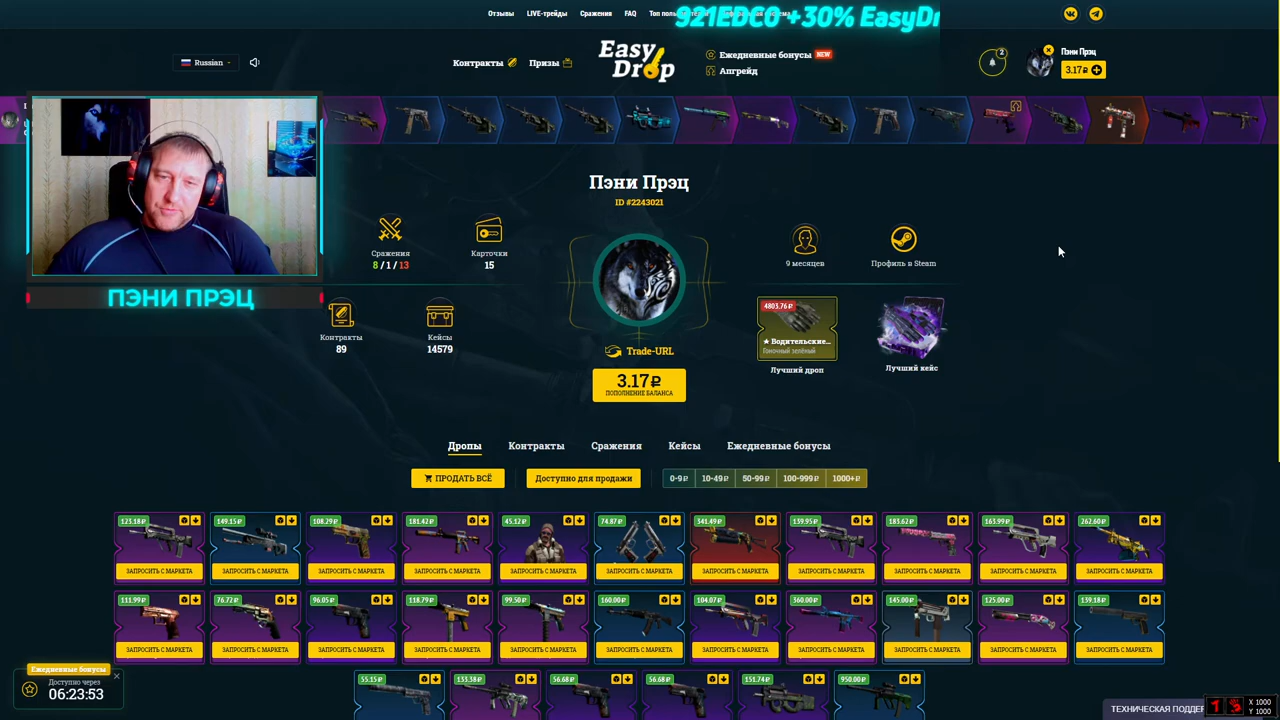 Отзывы LIVE-трейды Сражения FAQ
921EDC0 +30% EasyDr
Russian
Контракты Призы
Easy Drop
Ежедневные бонусы NEW
Апгрейд
2
Пэни Прэц
3.17₽
Пэни Прэц
ID #2243021
Сражения
8 / 1 / 13
Карточки
15
Контракты
89
Кейсы
14579
ПЭНИ ПРЭЦ
Trade-URL
3.17₽
ПОПОЛНЕНИЕ БАЛАНСА
9 месяцев
Профиль в Steam
4803.76₽
★ Водительские...
Гоночный зелёный
Лучший дроп
Лучший кейс
Дропы Контракты Сражения Кейсы Ежедневные бонусы
ПРОДАТЬ ВСЁ Доступно для продажи 0-9₽ 10-49₽ 50-99₽ 100-999₽ 1000+₽
123.18₽ 149.15₽ 108.29₽ 181.42₽ 45.12₽ 74.87₽ 341.49₽ 139.95₽ 183.62₽ 163.99₽ 262.60₽
ЗАПРОСИТЬ С МАРКЕТА ЗАПРОСИТЬ С МАРКЕТА ЗАПРОСИТЬ С МАРКЕТА ЗАПРОСИТЬ С МАРКЕТА ЗАПРОСИТЬ С МАРКЕТА ЗАПРОСИТЬ С МАРКЕТА ЗАПРОСИТЬ С МАРКЕТА ЗАПРОСИТЬ С МАРКЕТА ЗАПРОСИТЬ С МАРКЕТА ЗАПРОСИТЬ С МАРКЕТА ЗАПРОСИТЬ С МАРКЕТА
111.99₽ 76.72₽ 96.05₽ 118.79₽ 99.50₽ 160.00₽ 104.07₽ 360.00₽ 145.00₽ 125.00₽ 139.18₽
ЗАПРОСИТЬ С МАРКЕТА ЗАПРОСИТЬ С МАРКЕТА ЗАПРОСИТЬ С МАРКЕТА ЗАПРОСИТЬ С МАРКЕТА ЗАПРОСИТЬ С МАРКЕТА ЗАПРОСИТЬ С МАРКЕТА ЗАПРОСИТЬ С МАРКЕТА ЗАПРОСИТЬ С МАРКЕТА ЗАПРОСИТЬ С МАРКЕТА ЗАПРОСИТЬ С МАРКЕТА ЗАПРОСИТЬ С МАРКЕТА
55.15₽ 133.38₽ 56.68₽ 56.68₽ 151.74₽ 950.00₽
Ежедневные бонусы
Доступно через
06:23:53
ТЕХНИЧЕСКАЯ ПОДДЕР
X 1000
Y 1000